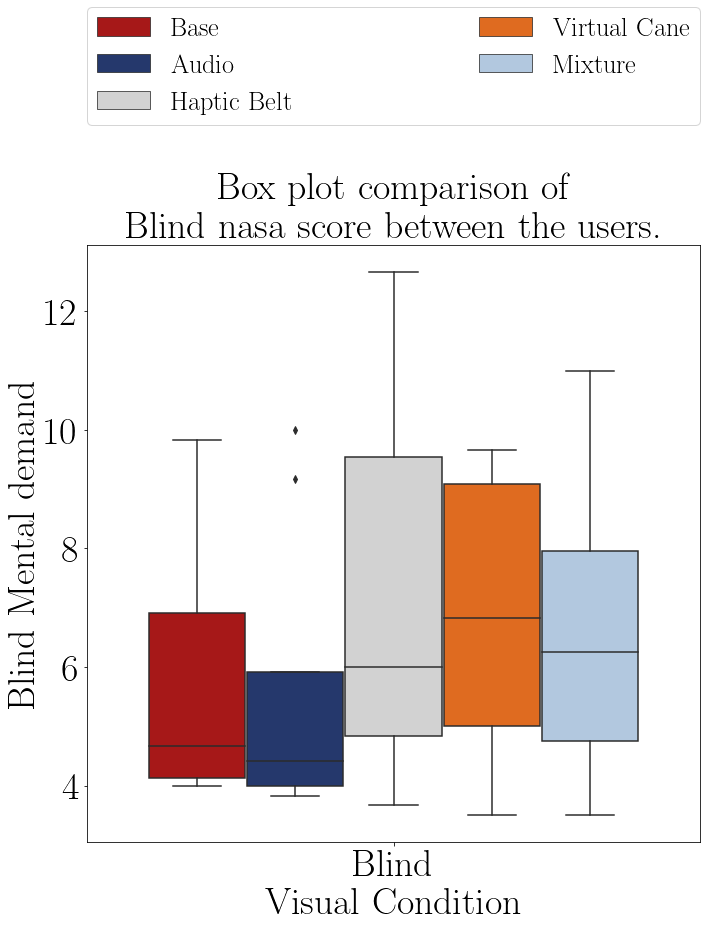 Base
Audio
Haptic Belt
Virtual Cane
Mixture
Box plot comparison of
Blind nasa score between the users.
12
10
8
6
4
Blind Mental demand
Blind
Visual Condition